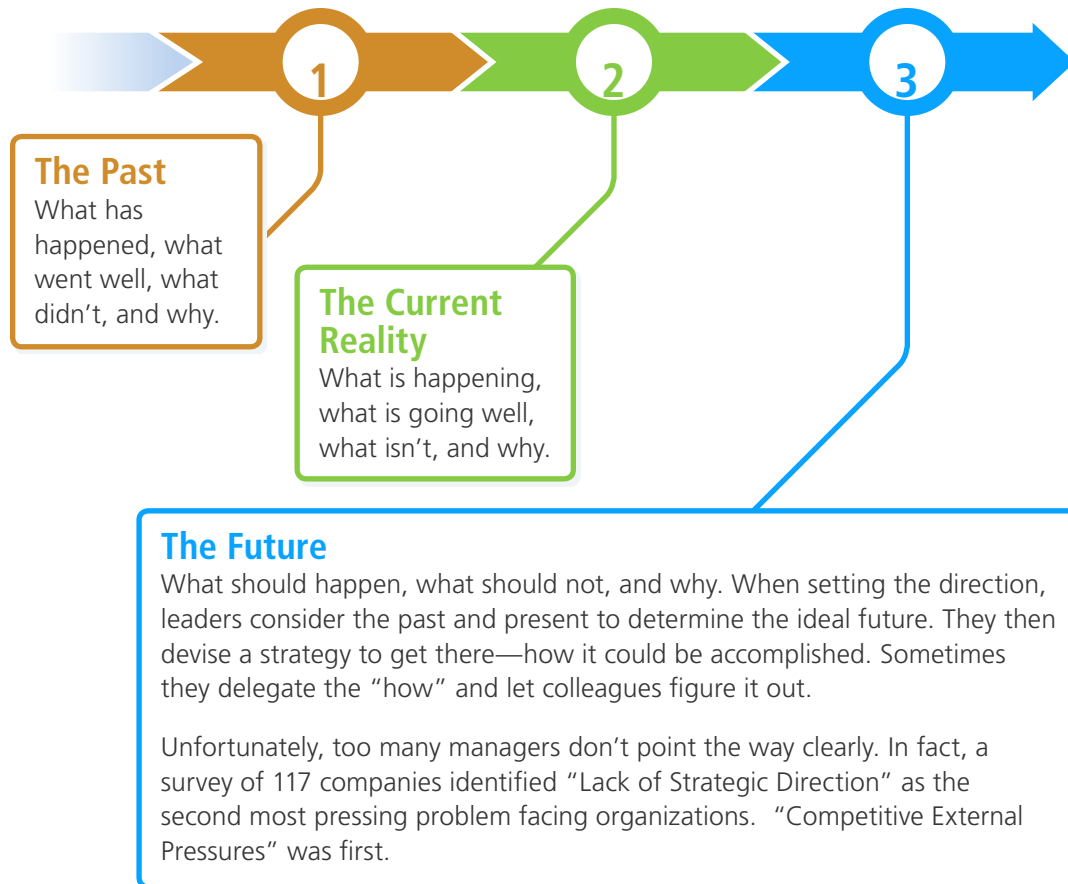 1
2
3
The Past
What has
happened, what
went well, what
didn’t, and why.
The Current
Reality
What is happening,
what is going well,
what isn’t, and why.
The Future
What should happen, what should not, and why. When setting the direction,
leaders consider the past and present to determine the ideal future. They then
devise a strategy to get there—how it could be accomplished. Sometimes
they delegate the “how” and let colleagues figure it out.
Unfortunately, too many managers don’t point the way clearly. In fact, a
survey of 117 companies identified “Lack of Strategic Direction” as the
second most pressing problem facing organizations.  “Competitive External
Pressures” was first.